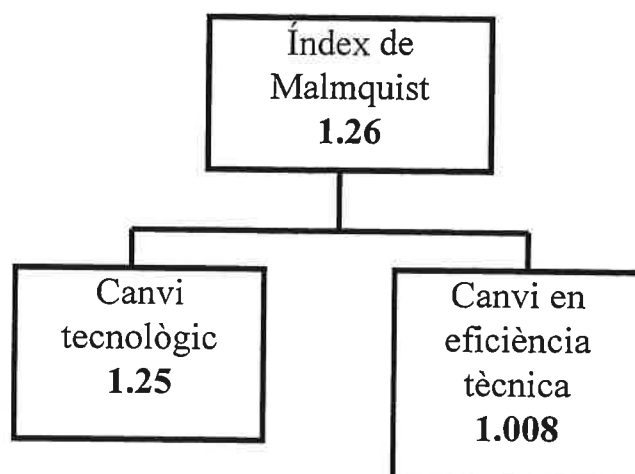 Índex de
Malmquist
1.26
Canvi
tecnològic
1.25
Canvi en
eficiència
tècnica
1.008